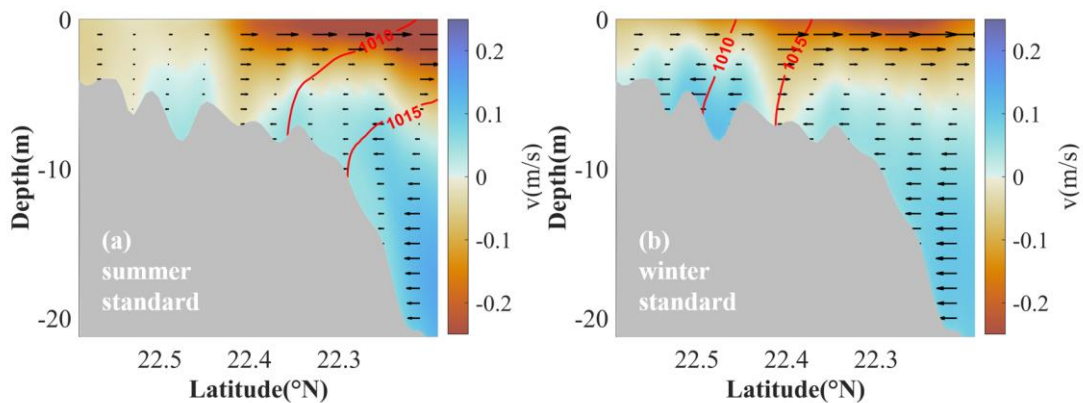 0
-10
-20
Depth(m)
1010
1015
(a)
summer
standard
22.5
22.4
22.3
Latitude(°N)
0.2
0.1
0
-0.1
-0.2
v(m/s)
0
-10
-20
Depth(m)
1010
1015
(b)
winter
standard
22.5
22.4
22.3
Latitude(°N)
0.2
0.1
0
-0.1
-0.2
v(m/s)